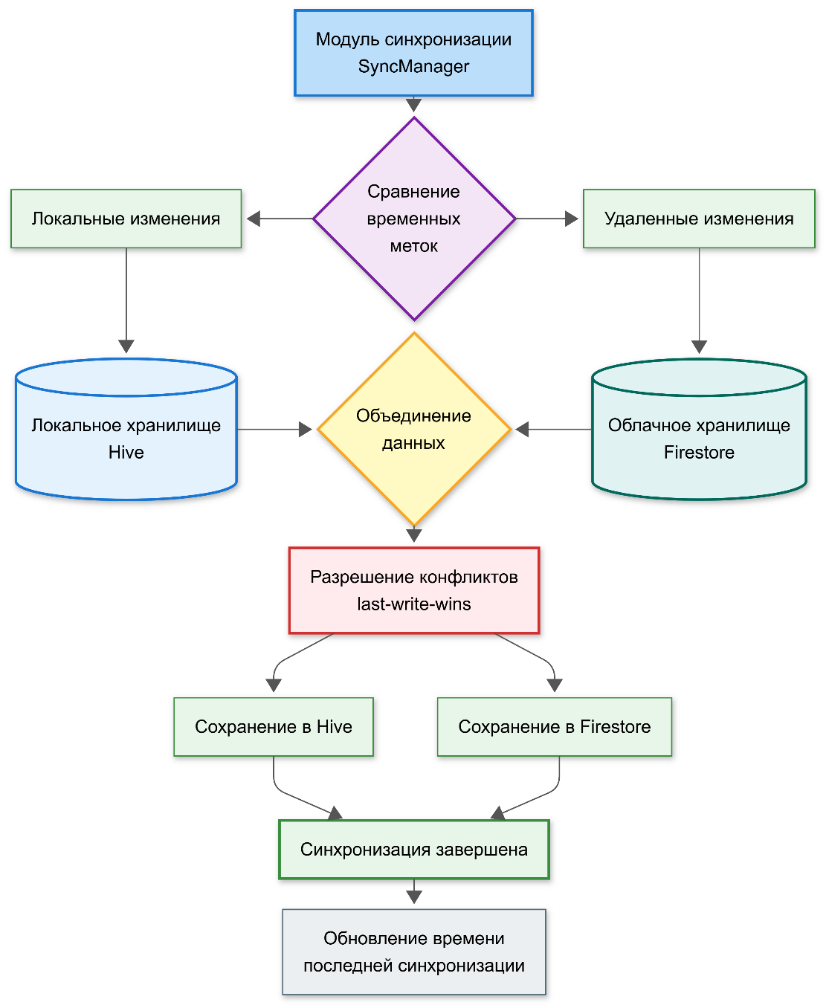 Модуль синхронизации
SyncManager
Сравнение
временных
меток
Локальные изменения
Удаленные изменения
Локальное хранилище
Hive
Объединение
данных
Облачное хранилище
Firestore
Разрешение конфликтов
last-write-wins
Сохранение в Hive
Сохранение в Firestore
Синхронизация завершена
Обновление времени
последней синхронизации